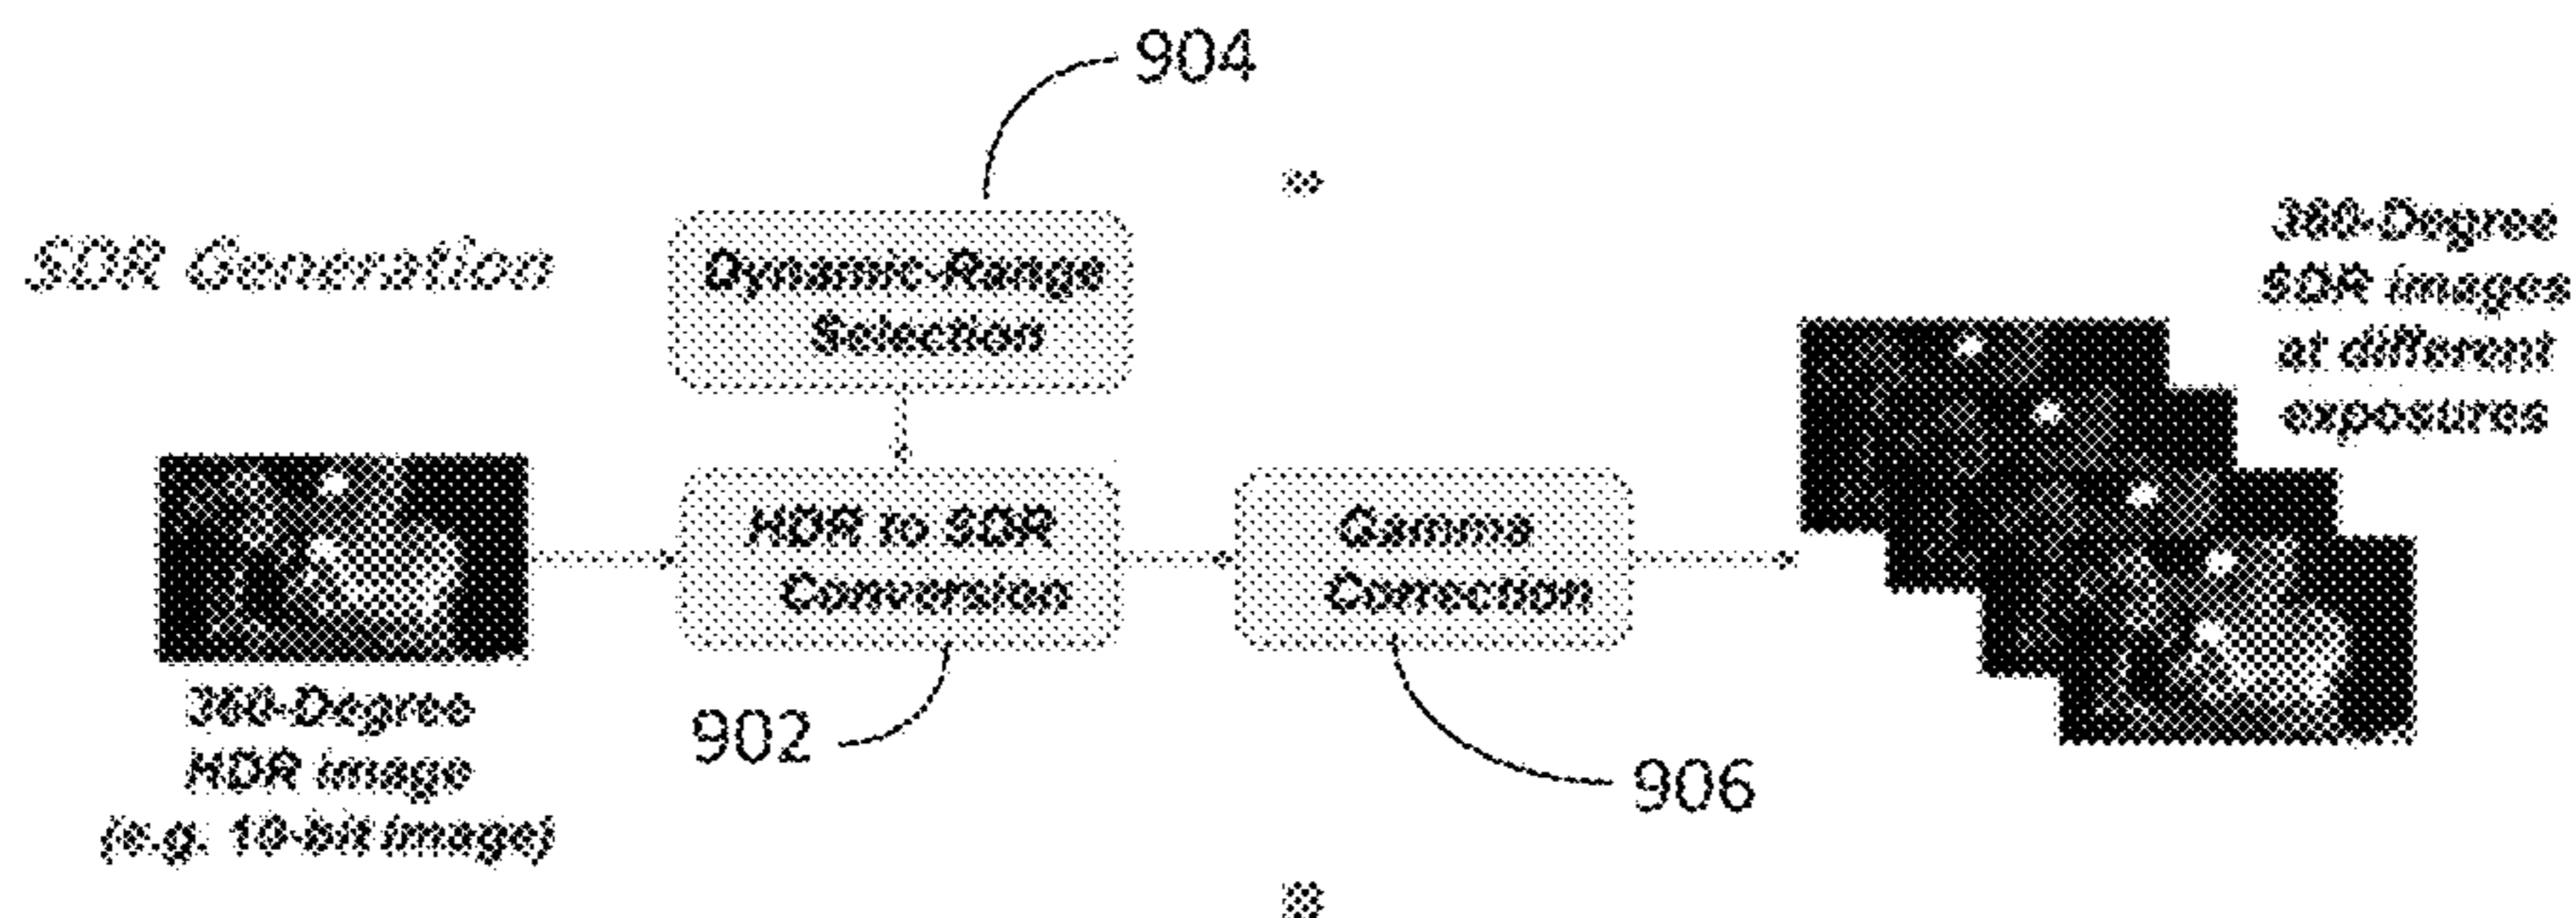 904
SDR Generation
Dynamic-Range
Selection
360-Degree
SDR images
at different
exposures
HDR to SDR
Conversion
Gamma
Correction
360-Degree
HDR image
(e.g. 10-bit image)
902
906